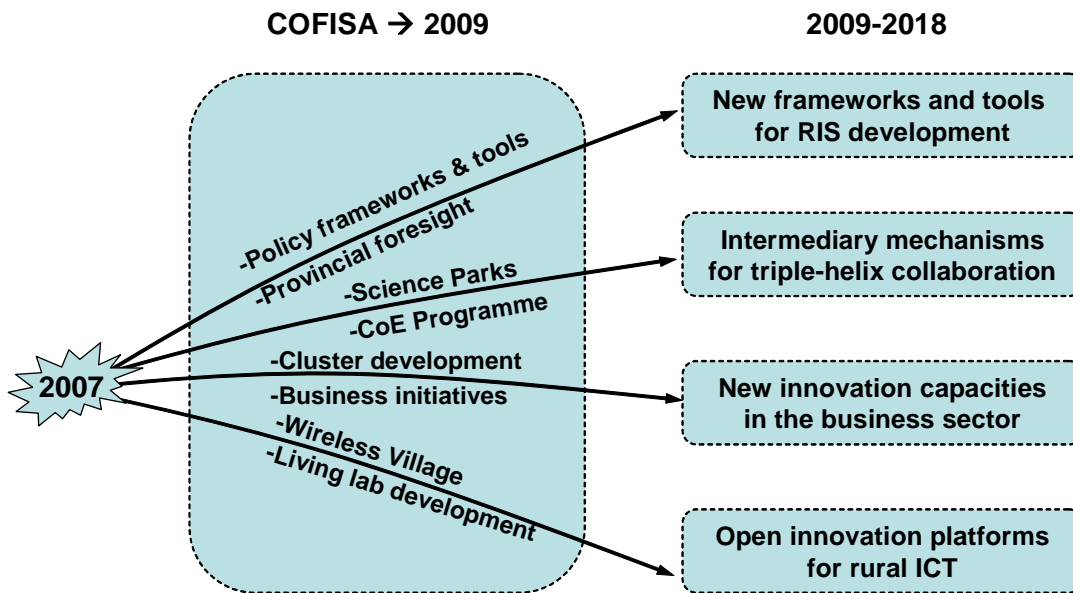 COFISA → 2009
2009-2018
2007
-Policy frameworks & tools
-Provincial foresight
-Science Parks
-CoE Programme
-Cluster development
-Business initiatives
-Wireless Village
-Living lab development
New frameworks and tools
for RIS development
Intermediary mechanisms
for triple-helix collaboration
New innovation capacities
in the business sector
Open innovation platforms
for rural ICT